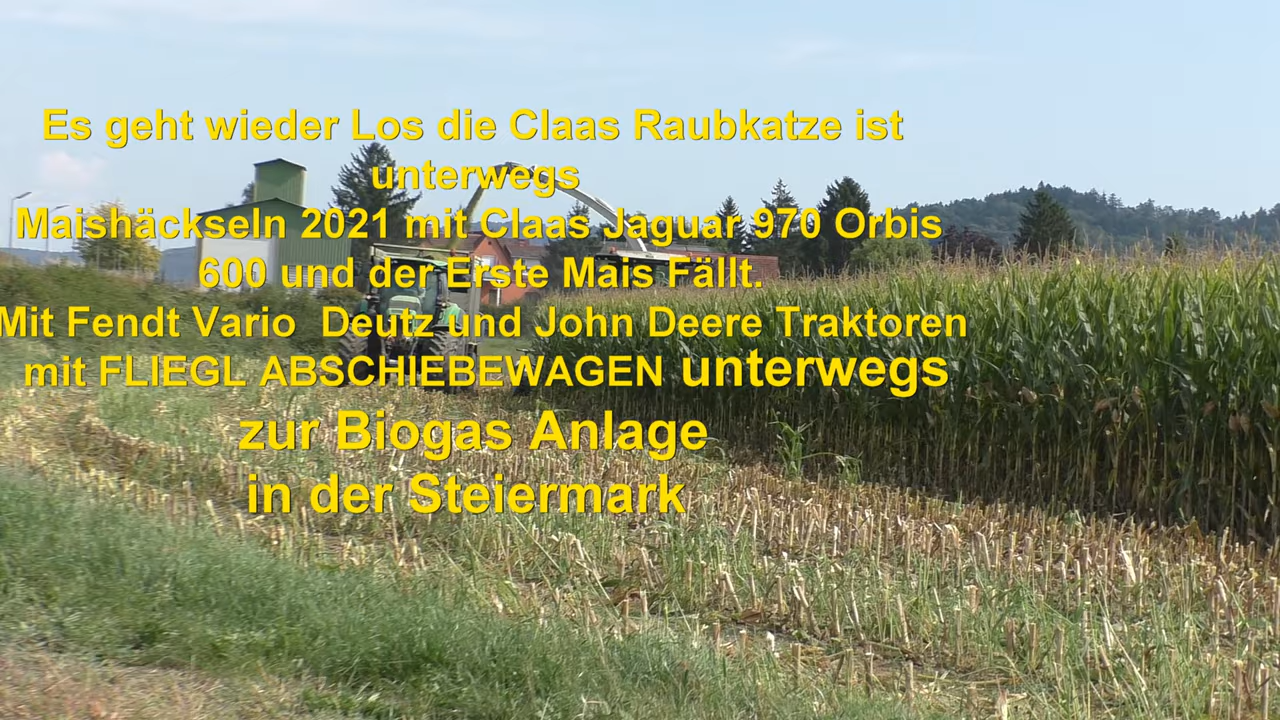 Es geht wieder Los die Claas Raubkatze ist
unterwegs
Maishäckseln 2021 mit Claas Jaguar 970 Orbis
600 und der Erste Mais Fällt.
Mit Fendt Vario  Deutz und John Deere Traktoren
mit FLIEGL ABSCHIEBEWAGEN unterwegs
zur Biogas Anlage
in der Steiermark